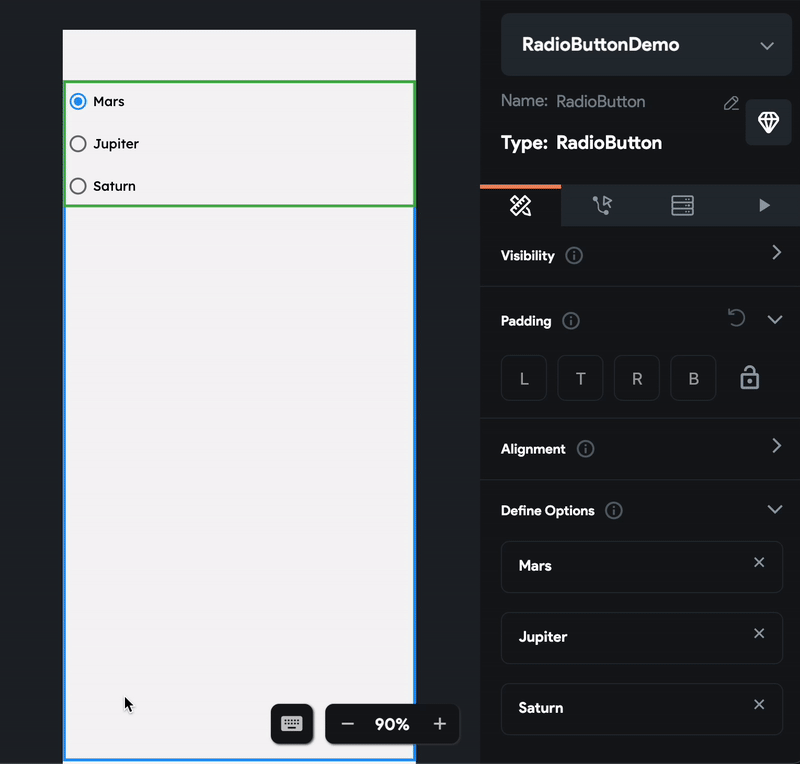 Mars
Jupiter
Saturn
90%
RadioButtonDemo
Name: RadioButton
Type: RadioButton
Visibility
Padding
L T R B
Alignment
Define Options
Mars
Jupiter
Saturn